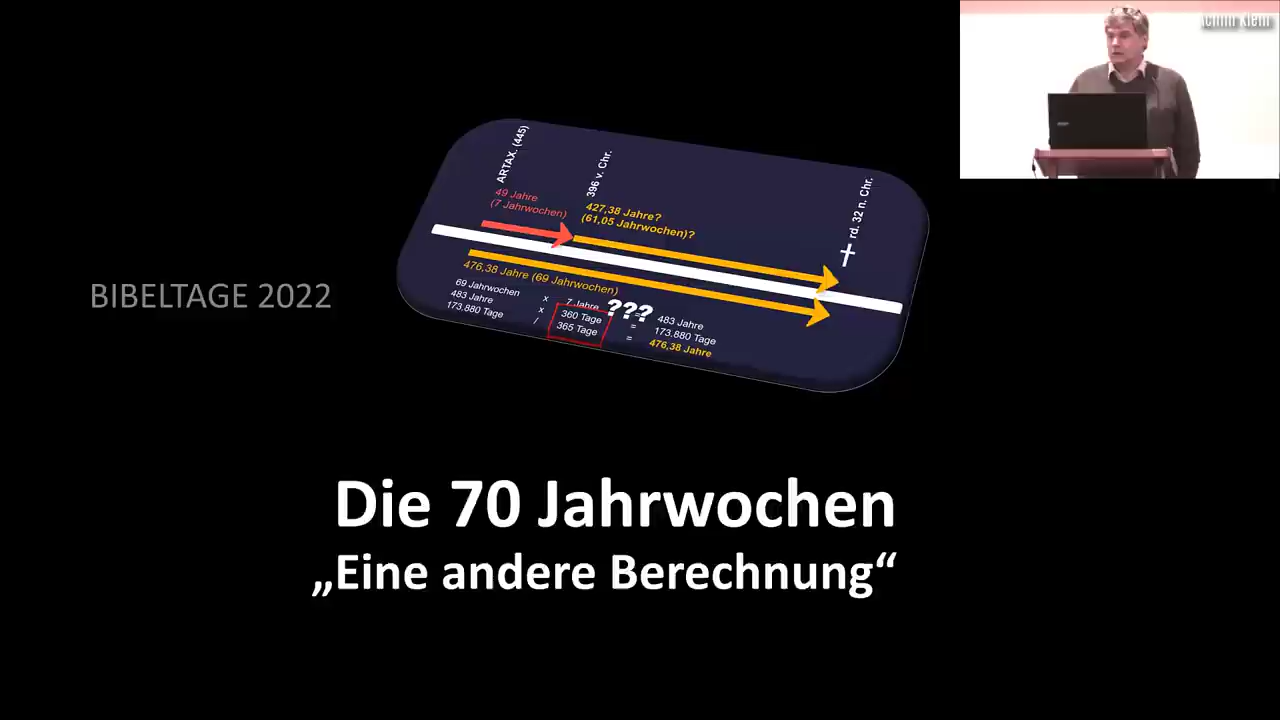 BIBELTAGE 2022
ARTAX. (445)
396 v. Chr.
rd. 32 n. Chr.
49 Jahre
(7 Jahrwochen)
427,38 Jahre?
(61,05 Jahrwochen)?
476,38 Jahre (69 Jahrwochen)
69 Jahrwochen x 7 Jahre = 483 Jahre
483 Jahre x 360 Tage = 173.880 Tage
173.880 Tage / 365 Tage = 476,38 Jahre
???
Die 70 Jahrwochen
„Eine andere Berechnung“